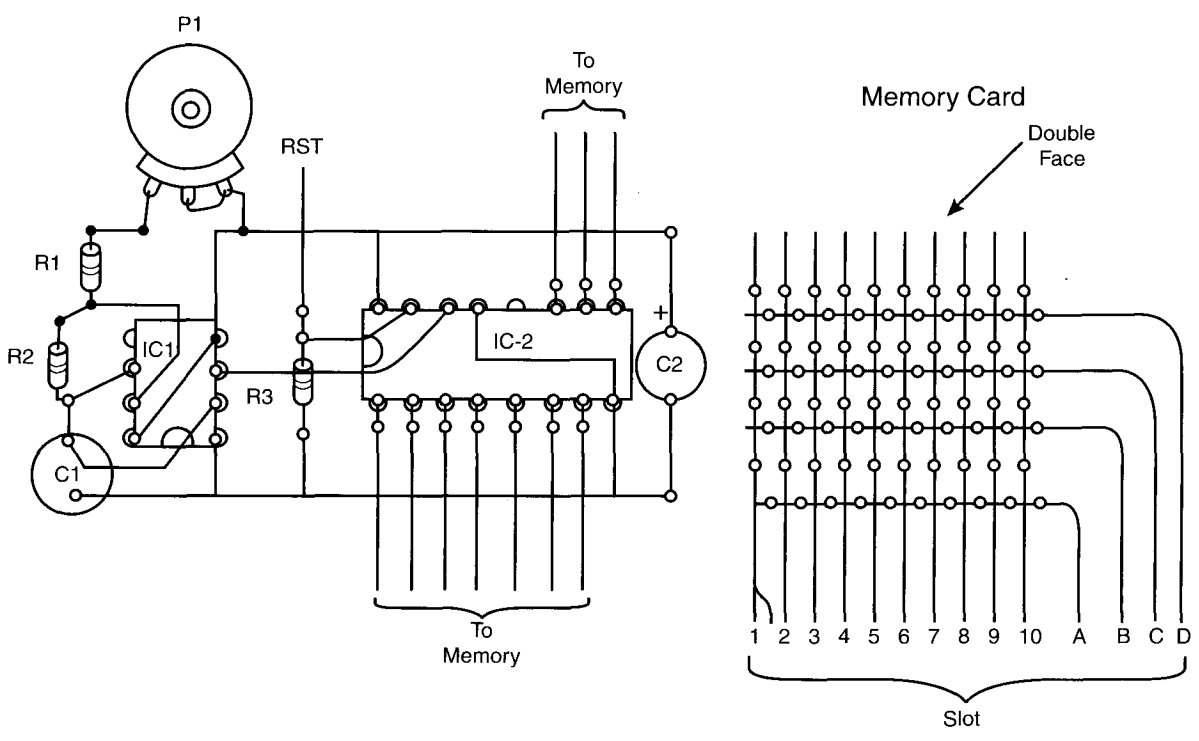 P1
To
Memory
Memory Card
Double
Face
RST
R1
R2
IC1
R3
IC-2
+
C2
C1
To
Memory
1 2 3 4 5 6 7 8 9 10 A B C D
Slot